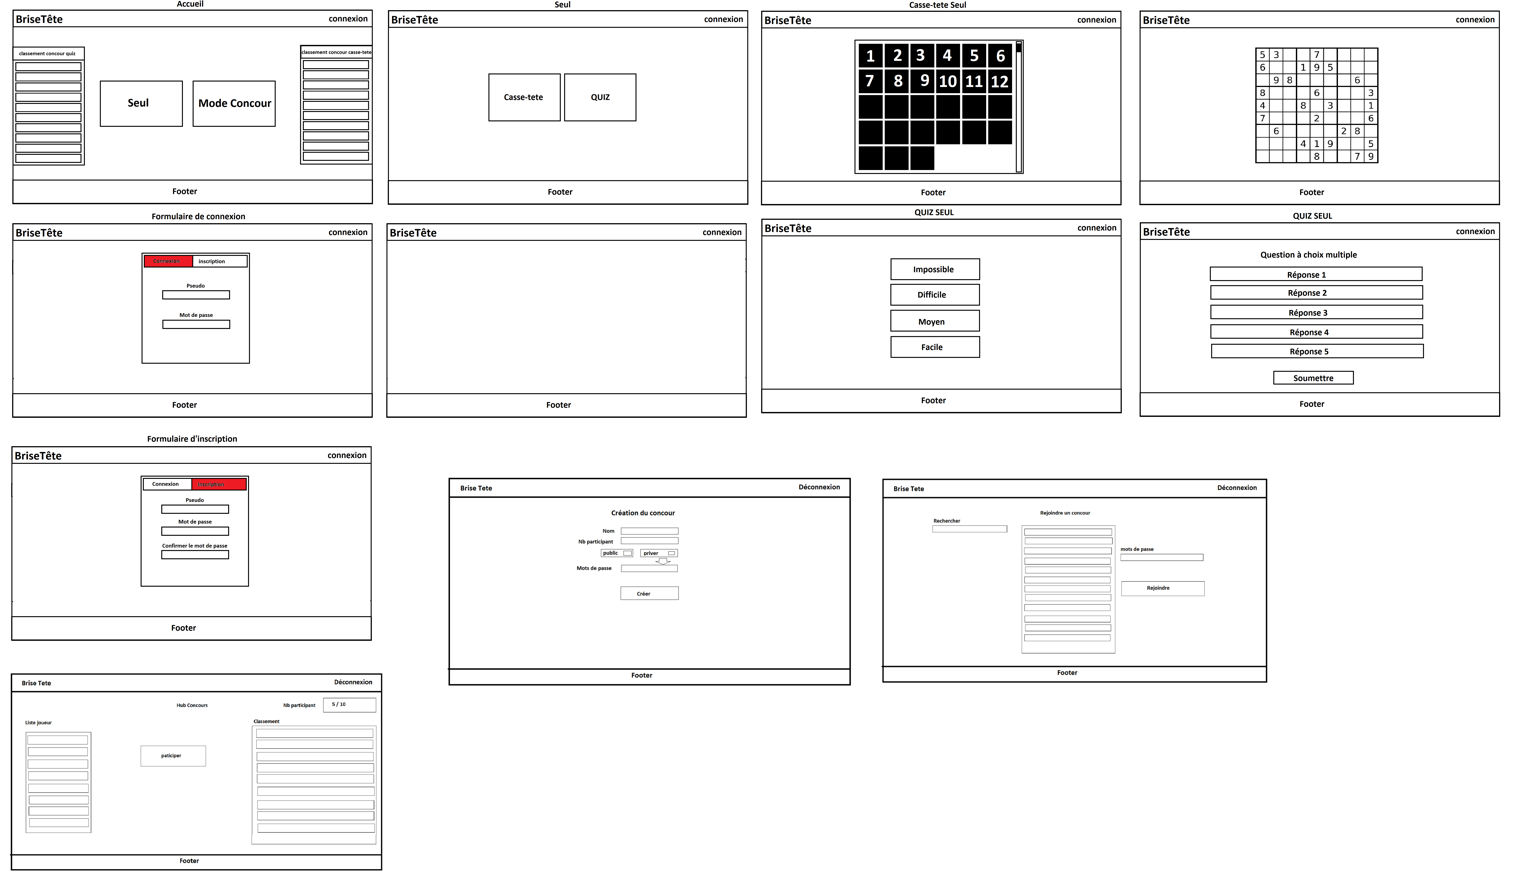 Accueil
BriseTête connexion
classement concour quiz
classement concour casse-tete
Seul
Mode Concour
Footer
Seul
BriseTête connexion
Casse-tete
QUIZ
Footer
Casse-tete Seul
BriseTête connexion
1 2 3 4 5 6
7 8 9 10 11 12
Footer
BriseTête connexion
5 3 7
6 1 9 5
9 8 6
8 6 3
4 8 3 1
7 2 6
6 2 8
4 1 9 5
8 7 9
Footer
Formulaire de connexion
BriseTête connexion
Connexion inscription
Pseudo
Mot de passe
Footer
BriseTête connexion
Footer
QUIZ SEUL
BriseTête connexion
Impossible
Difficile
Moyen
Facile
Footer
QUIZ SEUL
BriseTête connexion
Question à choix multiple
Réponse 1
Réponse 2
Réponse 3
Réponse 4
Réponse 5
Soumettre
Footer
Formulaire d'inscription
BriseTête connexion
Connexion inscription
Pseudo
Mot de passe
Confirmer le mot de passe
Footer
Brise Tete Déconnexion
Création du concour
Nom
Nb participant
public priver
Mots de passe
Créer
Footer
Brise Tete Déconnexion
Rejoindre un concour
Rechercher
mots de passe
Rejoindre
Footer
Brise Tete Déconnexion
Hub Concours
Nb participant 5 / 10
Liste joueur
Classement
paticiper
Footer